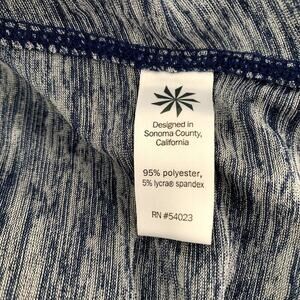 Designed in
Sonoma County,
California
95% polyester,
5% lycra® spandex
RN #54023